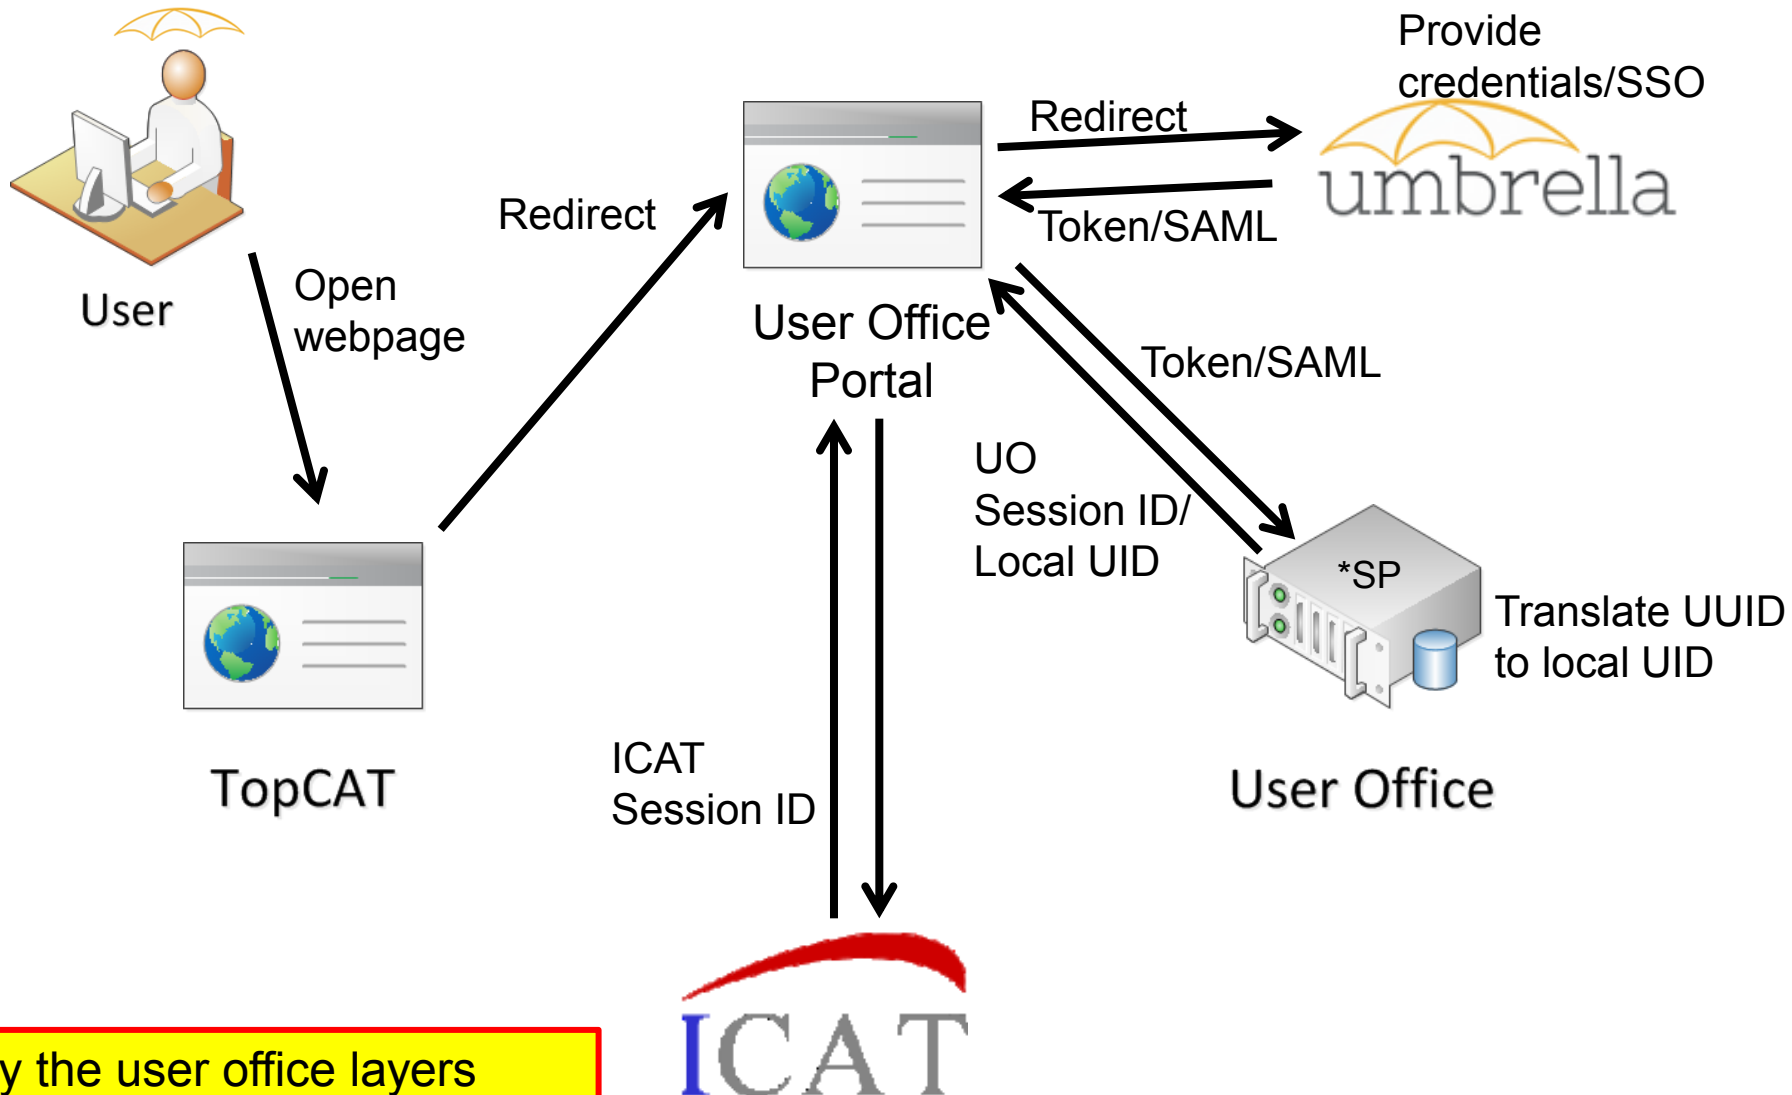 Provide
credentials/SSO
Redirect
umbrella
Token/SAML
Redirect
User
Open
webpage
User Office
Portal
Token/SAML
UO
Session ID/
Local UID
*SP
Translate UUID
to local UID
TopCAT
ICAT
Session ID
User Office
ICAT
y the user office layers